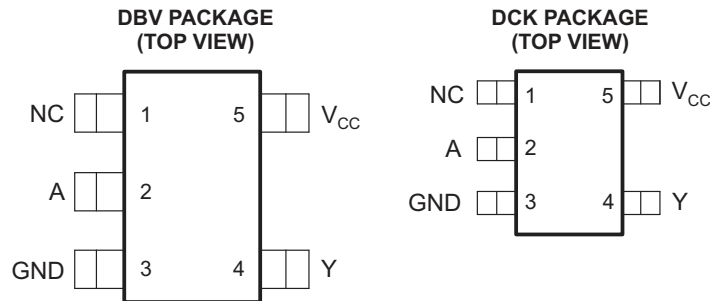 DBV PACKAGE
(TOP VIEW)
NC 1 5 VCC
A 2
GND 3 4 Y
DCK PACKAGE
(TOP VIEW)
NC 1 5 VCC
A 2
GND 3 4 Y